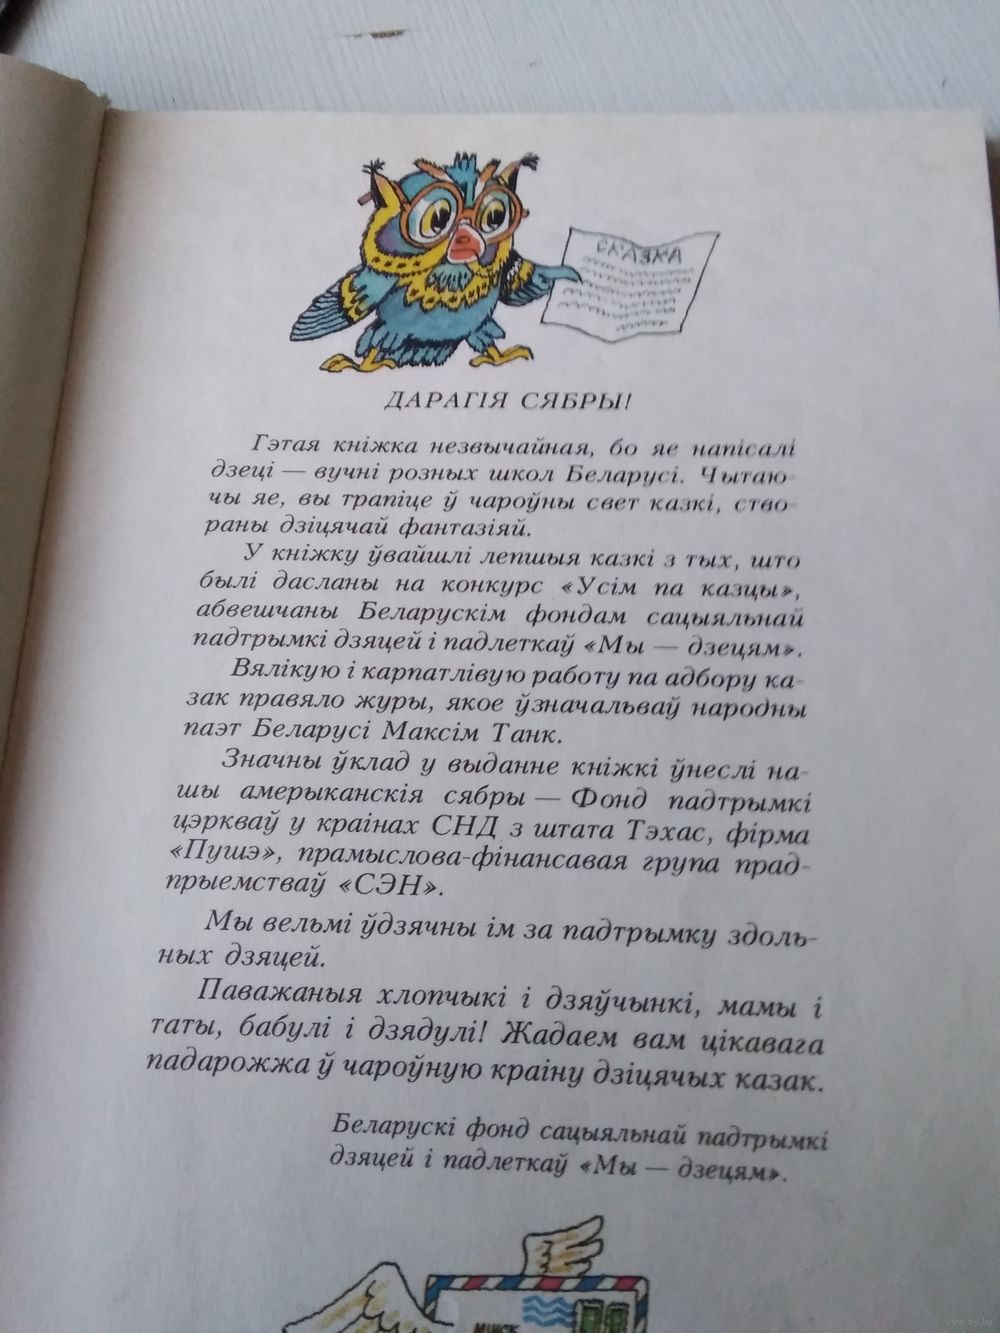 СКАЗКА
ДАРАГІЯ СЯБРЫ!
Гэтая кніжка незвычайная, бо яе напісалі
дзеці — вучні розных школ Беларусі. Чытаю-
чы яе, вы трапіце ў чароўны свет казкі, ство-
раны дзіцячай фантазіяй.
У кніжку ўвайшлі лепшыя казкі з тых, што
былі дасланы на конкурс «Усім па казцы»,
абвешчаны Беларускім фондам сацыяльнай
падтрымкі дзяцей і падлеткаў «Мы — дзецям».
Вялікую і карпатлівую работу па адбору ка-
зак правяло журы, якое ўзначальваў народны
паэт Беларусі Максім Танк.
Значны ўклад у выданне кніжкі ўнеслі на-
шы амерыканскія сябры — Фонд падтрымкі
цэркваў у краінах СНД з штата Тэхас, фірма
«Пушэ», прамыслова-фінансавая група прад-
прыемстваў «СЭН».
Мы вельмі ўдзячны ім за падтрымку здоль-
ных дзяцей.
Паважаныя хлопчыкі і дзяўчынкі, мамы і
таты, бабулі і дзядулі! Жадаем вам цікавага
падарожжа ў чароўную краіну дзіцячых казак.
Беларускі фонд сацыяльнай падтрымкі
дзяцей і падлеткаў «Мы — дзецям».
МІНСК
www.ay.by